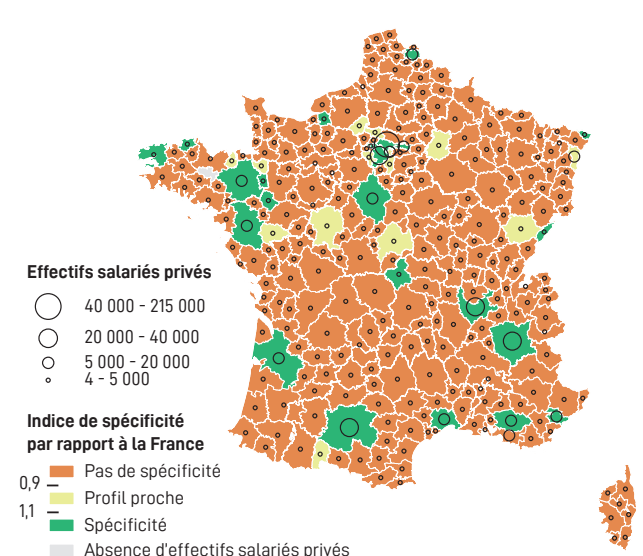 Effectifs salariés privés
40 000 - 215 000
20 000 - 40 000
5 000 - 20 000
4 - 5 000
Indice de spécificité
par rapport à la France
Pas de spécificité
0,9
Profil proche
1,1
Spécificité
Absence d'effectifs salariés privés